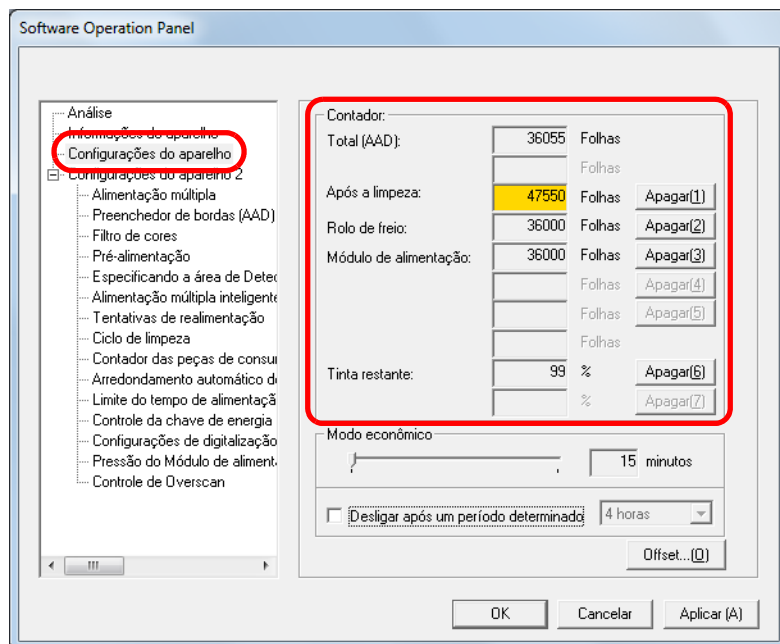 Software Operation Panel
Análise
Informações do aparelho
Configurações do aparelho
Configurações do aparelho 2
Alimentação múltipla
Preenchedor de bordas (AAD)
Filtro de cores
Pré-alimentação
Especificando a área de Detec
Alimentação múltipla inteligente
Tentativas de realimentação
Ciclo de limpeza
Contador das peças de consu
Arredondamento automático d
Limite do tempo de alimentaçã
Controle da chave de energia
Configurações de digitalização
Pressão do Módulo de aliment
Controle de Overscan
Contador:
Total (AAD): 36055 Folhas
Folhas
Após a limpeza: 47550 Folhas Apagar(1)
Rolo de freio: 36000 Folhas Apagar(2)
Módulo de alimentação: 36000 Folhas Apagar(3)
Folhas Apagar(4)
Folhas Apagar(5)
Folhas
Tinta restante: 99 % Apagar(6)
% Apagar(7)
Modo econômico
15 minutos
Desligar após um período determinado 4 horas
Offset...(O)
OK Cancelar Aplicar (A)